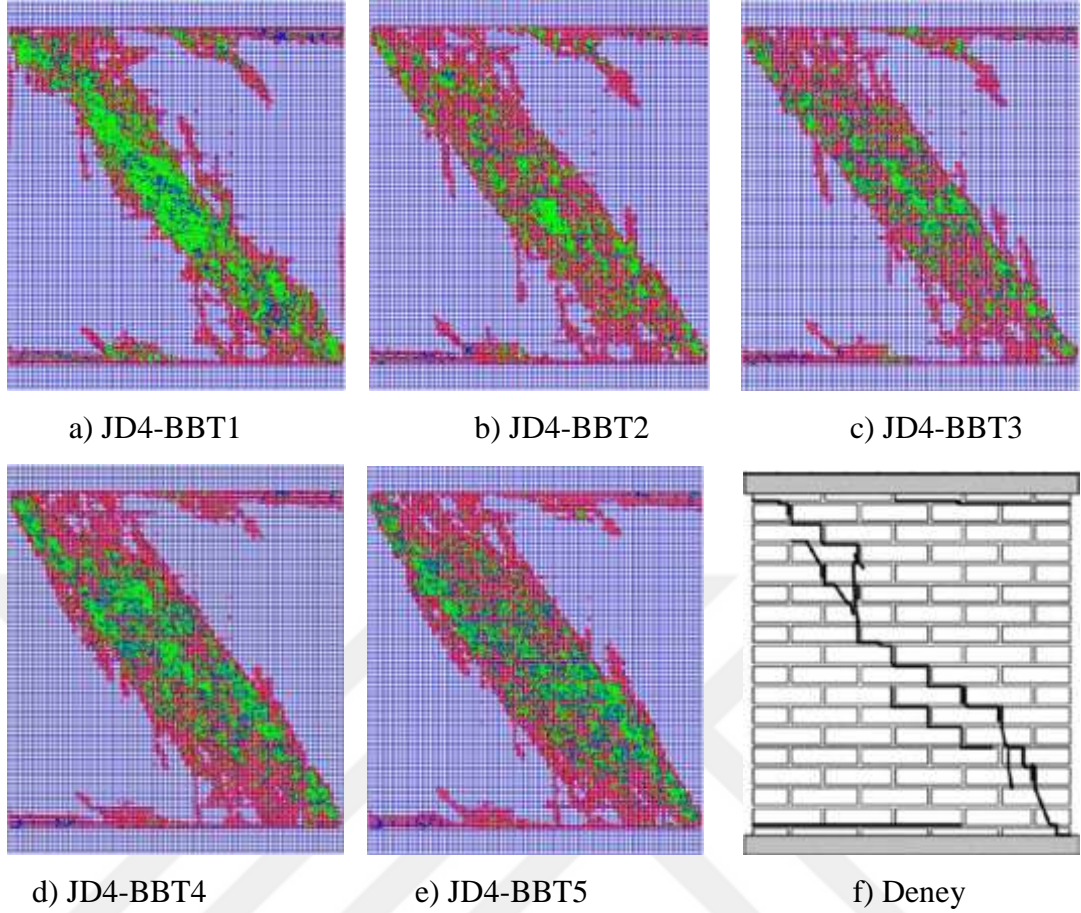 a) JD4-BBT1
b) JD4-BBT2
c) JD4-BBT3
d) JD4-BBT4
e) JD4-BBT5
f) Deney